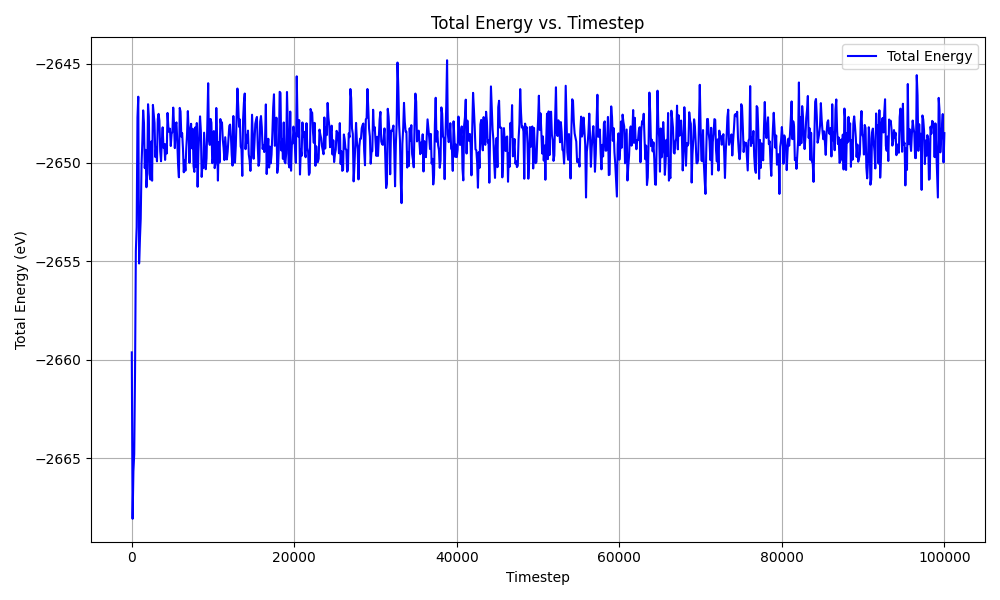 Total Energy vs. Timestep
Total Energy
Total Energy (eV)
−2645
−2650
−2655
−2660
−2665
0 20000 40000 60000 80000 100000
Timestep